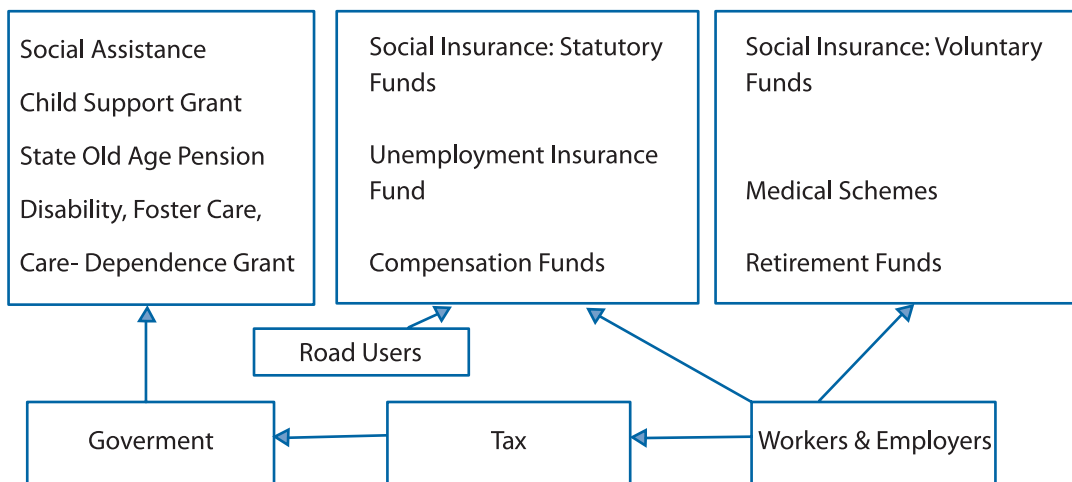 Social Assistance
Child Support Grant
State Old Age Pension
Disability, Foster Care,
Care- Dependence Grant
Social Insurance: Statutory
Funds
Unemployment Insurance
Fund
Compensation Funds
Social Insurance: Voluntary
Funds
Medical Schemes
Retirement Funds
Road Users
Goverment
Tax
Workers & Employers